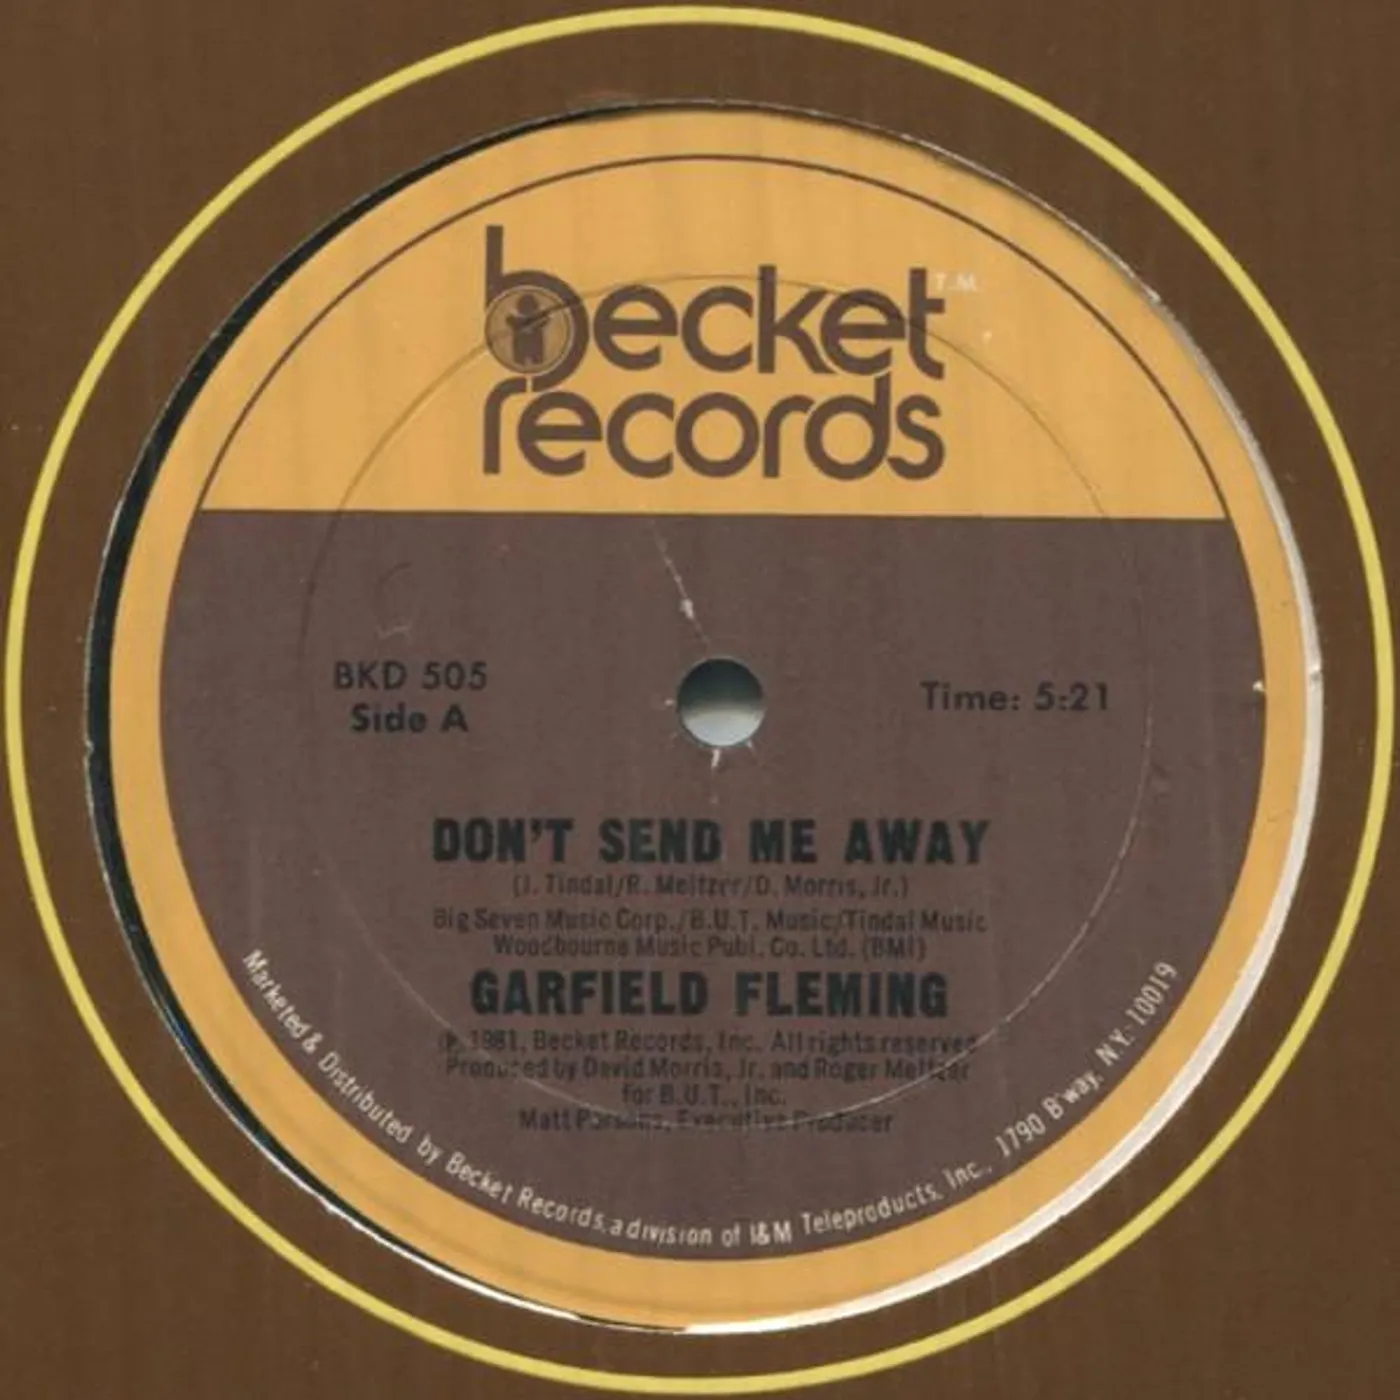 becket T.M.
records
BKD 505
Side A
Time: 5:21
DON'T SEND ME AWAY
(J. Tindal/R. Meltzer/D. Morris, Jr.)
Big Seven Music Corp./B.U.T. Music/Tindal Music
Woodbourne Music Publ. Co. Ltd. (BMI)
GARFIELD FLEMING
℗ 1981, Becket Records, Inc. All rights reserved
Produced by David Morris, Jr. and Roger Meltzer
for B.U.T., Inc.
Matt Parsons, Executive Producer
Marketed & Distributed by Becket Records, a division of I&M Teleproducts, Inc., 1790 B'way, N.Y. 10019